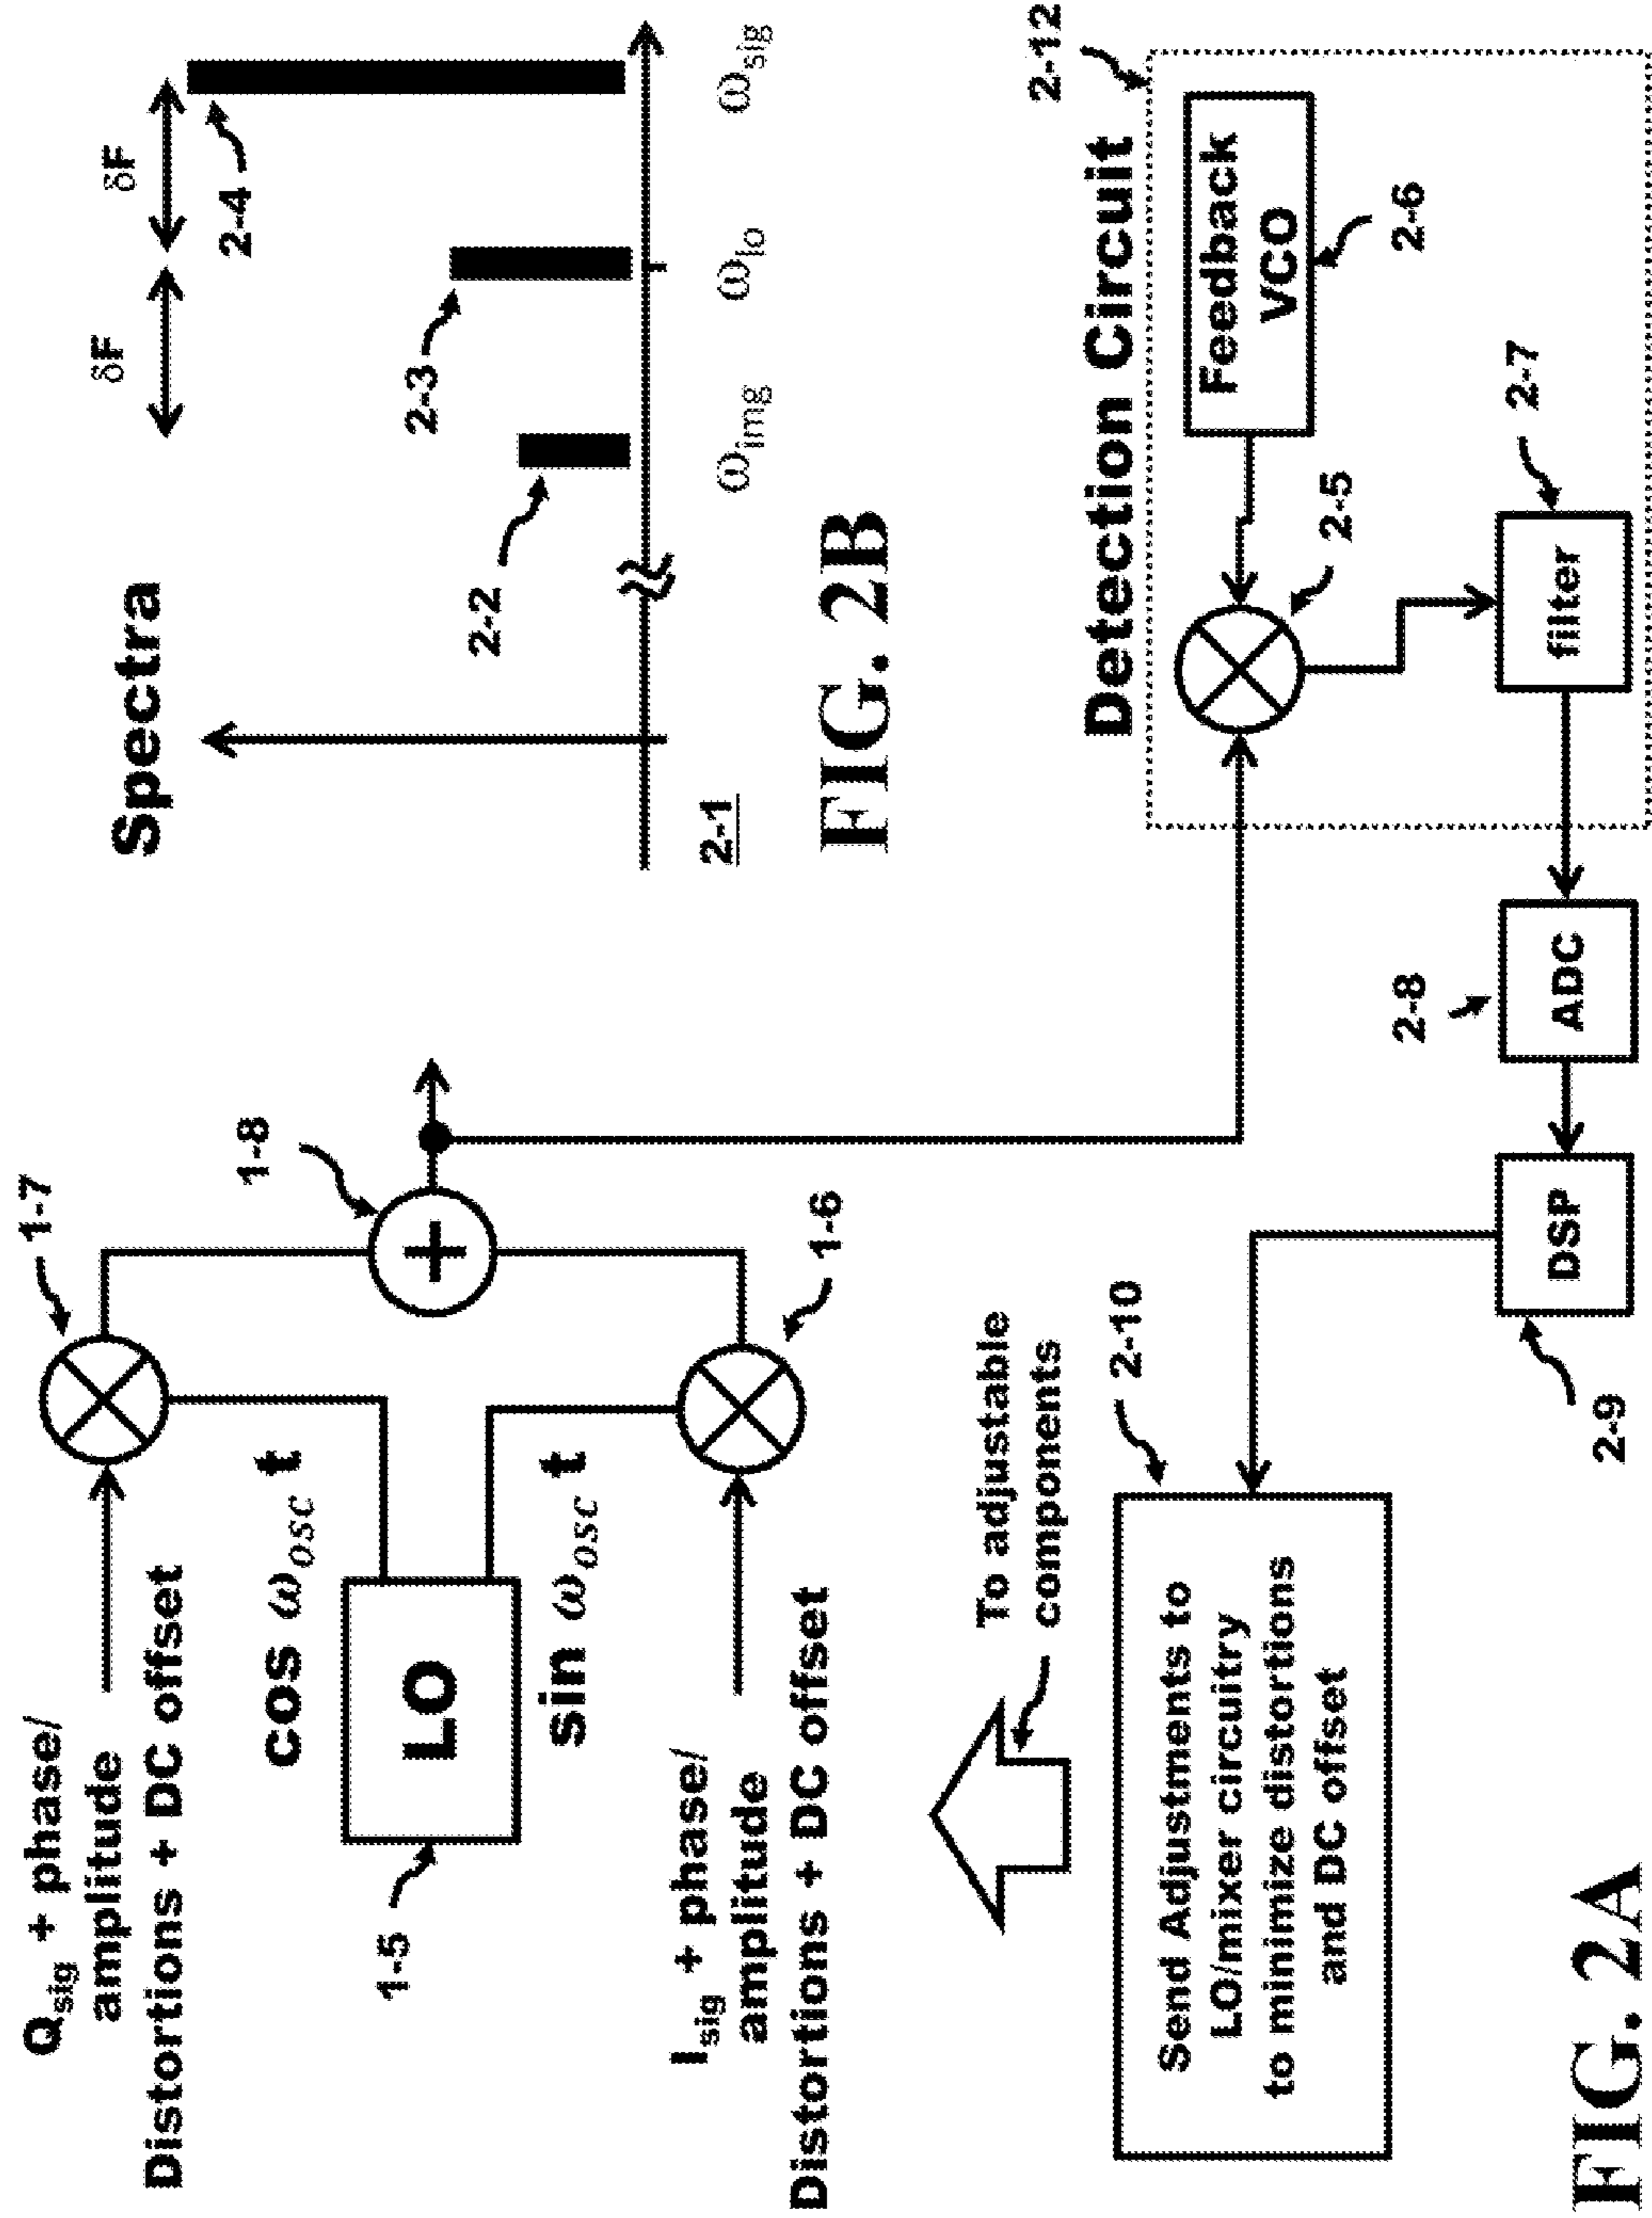 Q_sig + phase/
amplitude
Distortions + DC offset
1-7
cos ω_osc t
LO
1-5
sin ω_osc t
1-8
+
I_sig + phase/
amplitude
Distortions + DC offset
1-6
Spectra
δF
δF
2-4
2-3
2-2
2-1
ω_img
ω_lo
ω_sig
FIG. 2B
To adjustable
components
2-10
Send Adjustments to
LO/mixer circuitry
to minimize distortions
and DC offset
Detection Circuit
2-12
Feedback
VCO
2-6
2-5
filter
2-7
2-8
ADC
DSP
2-9
FIG. 2A